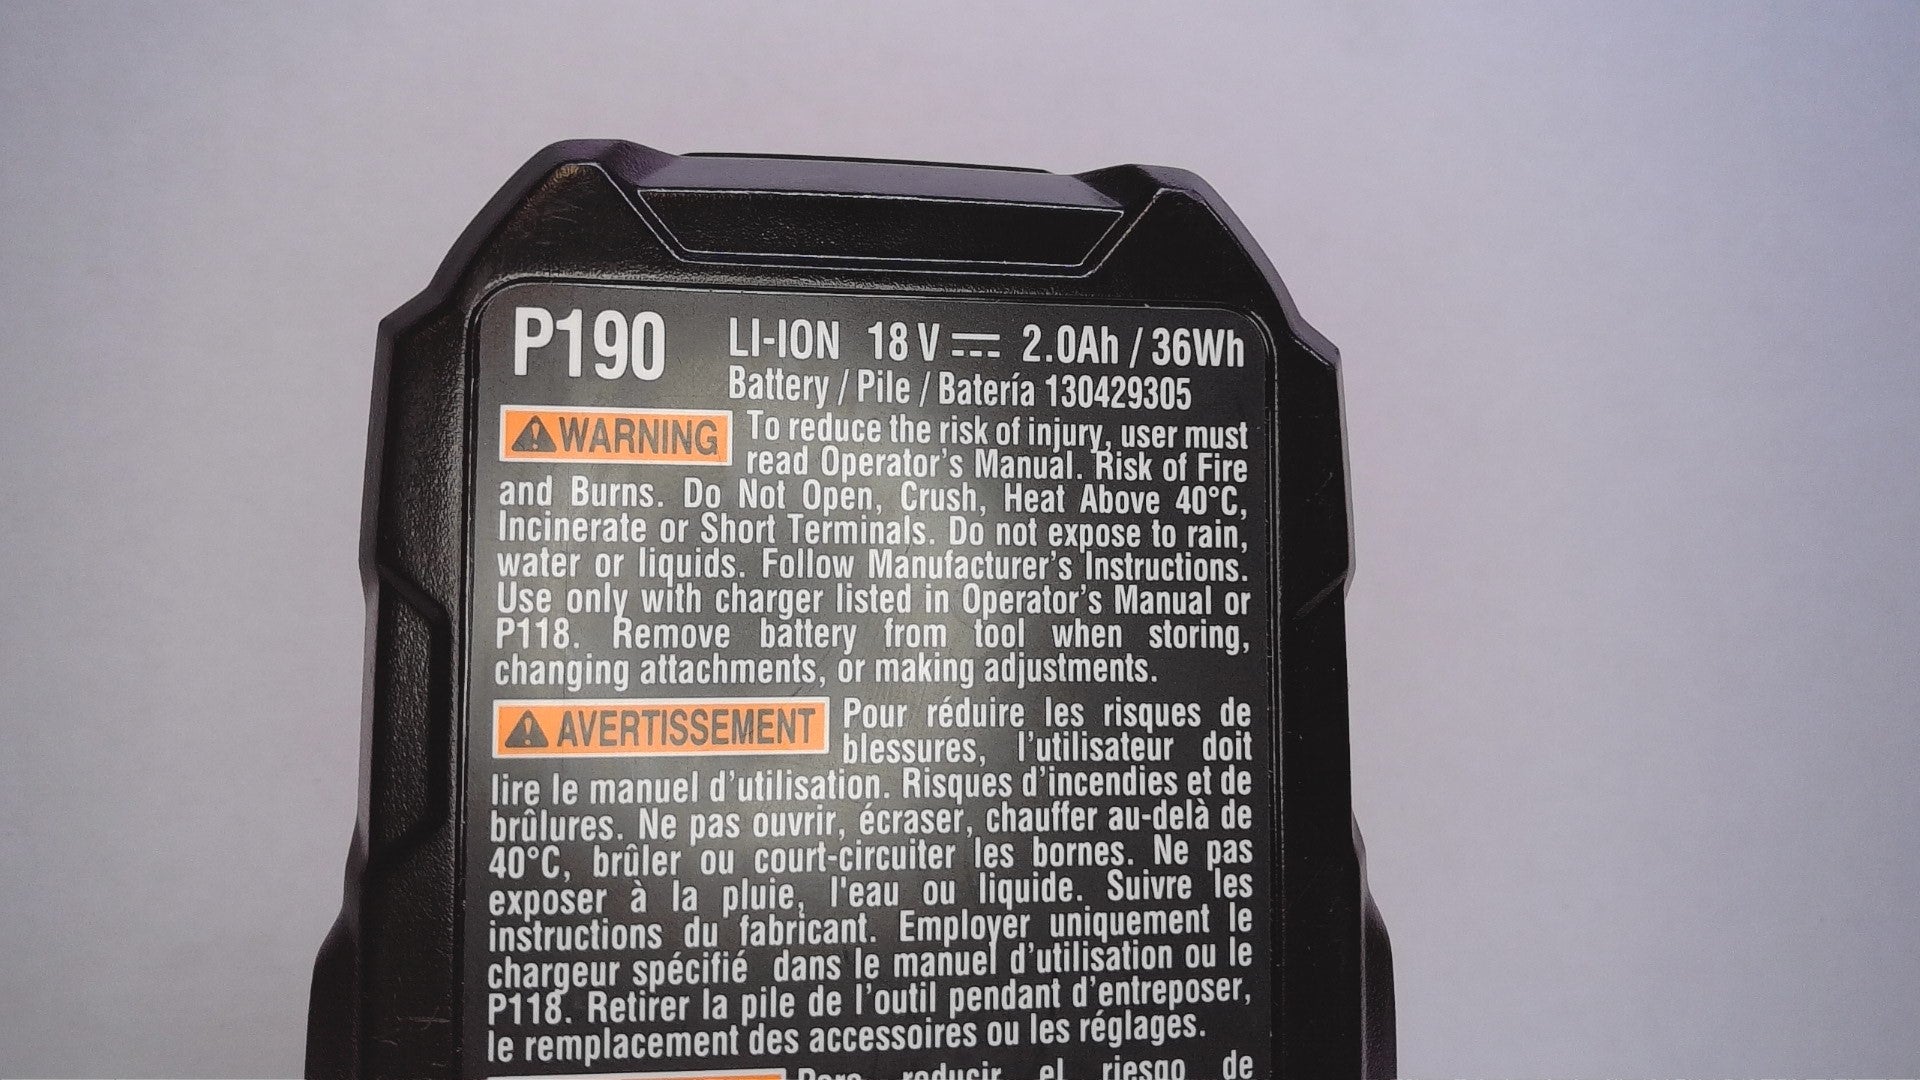 P190 LI-ION 18 V ⎓ 2.0Ah / 36Wh
Battery / Pile / Batería 130429305
⚠WARNING To reduce the risk of injury, user must
read Operator's Manual. Risk of Fire
and Burns. Do Not Open, Crush, Heat Above 40°C,
Incinerate or Short Terminals. Do not expose to rain,
water or liquids. Follow Manufacturer's Instructions.
Use only with charger listed in Operator's Manual or
P118. Remove battery from tool when storing,
changing attachments, or making adjustments.
⚠AVERTISSEMENT Pour réduire les risques de
blessures, l'utilisateur doit
lire le manuel d'utilisation. Risques d'incendies et de
brûlures. Ne pas ouvrir, écraser, chauffer au-delà de
40°C, brûler ou court-circuiter les bornes. Ne pas
exposer à la pluie, l'eau ou liquide. Suivre les
instructions du fabricant. Employer uniquement le
chargeur spécifié dans le manuel d'utilisation ou le
P118. Retirer la pile de l'outil pendant d'entreposer,
le remplacement des accessoires ou les réglages.
Para reducir el riesgo de